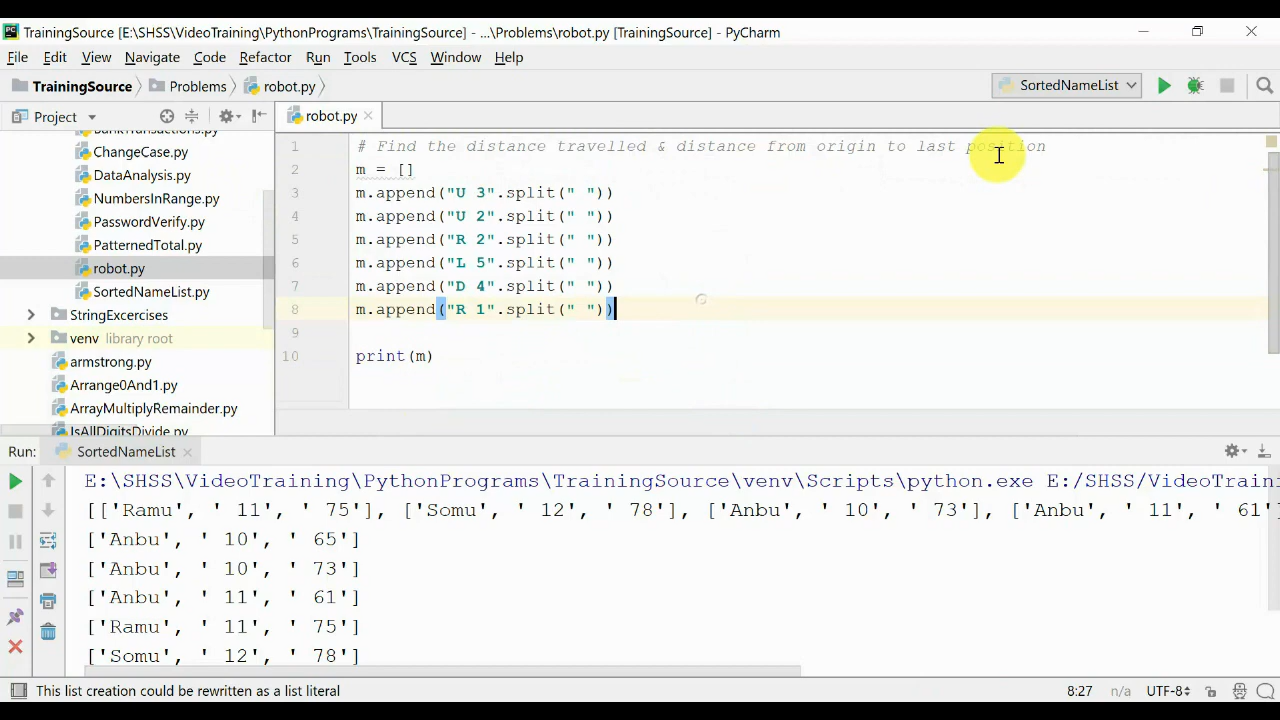 TrainingSource [E:\SHSS\VideoTraining\PythonPrograms\TrainingSource] - ...\Problems\robot.py [TrainingSource] - PyCharm
File Edit View Navigate Code Refactor Run Tools VCS Window Help
TrainingSource Problems robot.py SortedNameList
Project robot.py
BankTransactions.py
ChangeCase.py
DataAnalysis.py
NumbersInRange.py
PasswordVerify.py
PatternedTotal.py
robot.py
SortedNameList.py
StringExcercises
venv library root
armstrong.py
Arrange0And1.py
ArrayMultiplyRemainder.py
IsAllDigitsDivide.py
1 # Find the distance travelled & distance from origin to last position
2 m = []
3 m.append("U 3".split(" "))
4 m.append("U 2".split(" "))
5 m.append("R 2".split(" "))
6 m.append("L 5".split(" "))
7 m.append("D 4".split(" "))
8 m.append("R 1".split(" "))
9
10 print(m)
Run: SortedNameList
E:\SHSS\VideoTraining\PythonPrograms\TrainingSource\venv\Scripts\python.exe E:/SHSS/VideoTraini
[['Ramu', ' 11', ' 75'], ['Somu', ' 12', ' 78'], ['Anbu', ' 10', ' 73'], ['Anbu', ' 11', ' 61'
['Anbu', ' 10', ' 65']
['Anbu', ' 10', ' 73']
['Anbu', ' 11', ' 61']
['Ramu', ' 11', ' 75']
['Somu', ' 12', ' 78']
This list creation could be rewritten as a list literal 8:27 n/a UTF-8